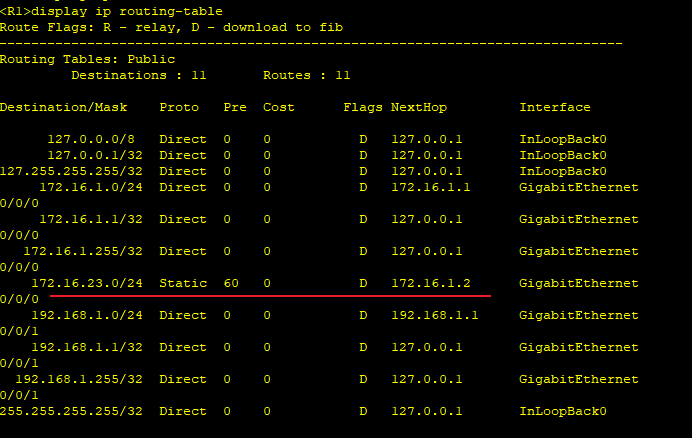 <R1>display ip routing-table
Route Flags: R - relay, D - download to fib
------------------------------------------------------------------------------
Routing Tables: Public
         Destinations : 11       Routes : 11

Destination/Mask    Proto  Pre  Cost      Flags NextHop         Interface

      127.0.0.0/8   Direct  0    0           D   127.0.0.1       InLoopBack0
      127.0.0.1/32  Direct  0    0           D   127.0.0.1       InLoopBack0
127.255.255.255/32  Direct  0    0           D   127.0.0.1       InLoopBack0
     172.16.1.0/24  Direct  0    0           D   172.16.1.1      GigabitEthernet
0/0/0
     172.16.1.1/32  Direct  0    0           D   127.0.0.1       GigabitEthernet
0/0/0
   172.16.1.255/32  Direct  0    0           D   127.0.0.1       GigabitEthernet
0/0/0
    172.16.23.0/24  Static  60   0           D   172.16.1.2      GigabitEthernet
0/0/0
    192.168.1.0/24  Direct  0    0           D   192.168.1.1     GigabitEthernet
0/0/1
    192.168.1.1/32  Direct  0    0           D   127.0.0.1       GigabitEthernet
0/0/1
  192.168.1.255/32  Direct  0    0           D   127.0.0.1       GigabitEthernet
0/0/1
255.255.255.255/32  Direct  0    0           D   127.0.0.1       InLoopBack0